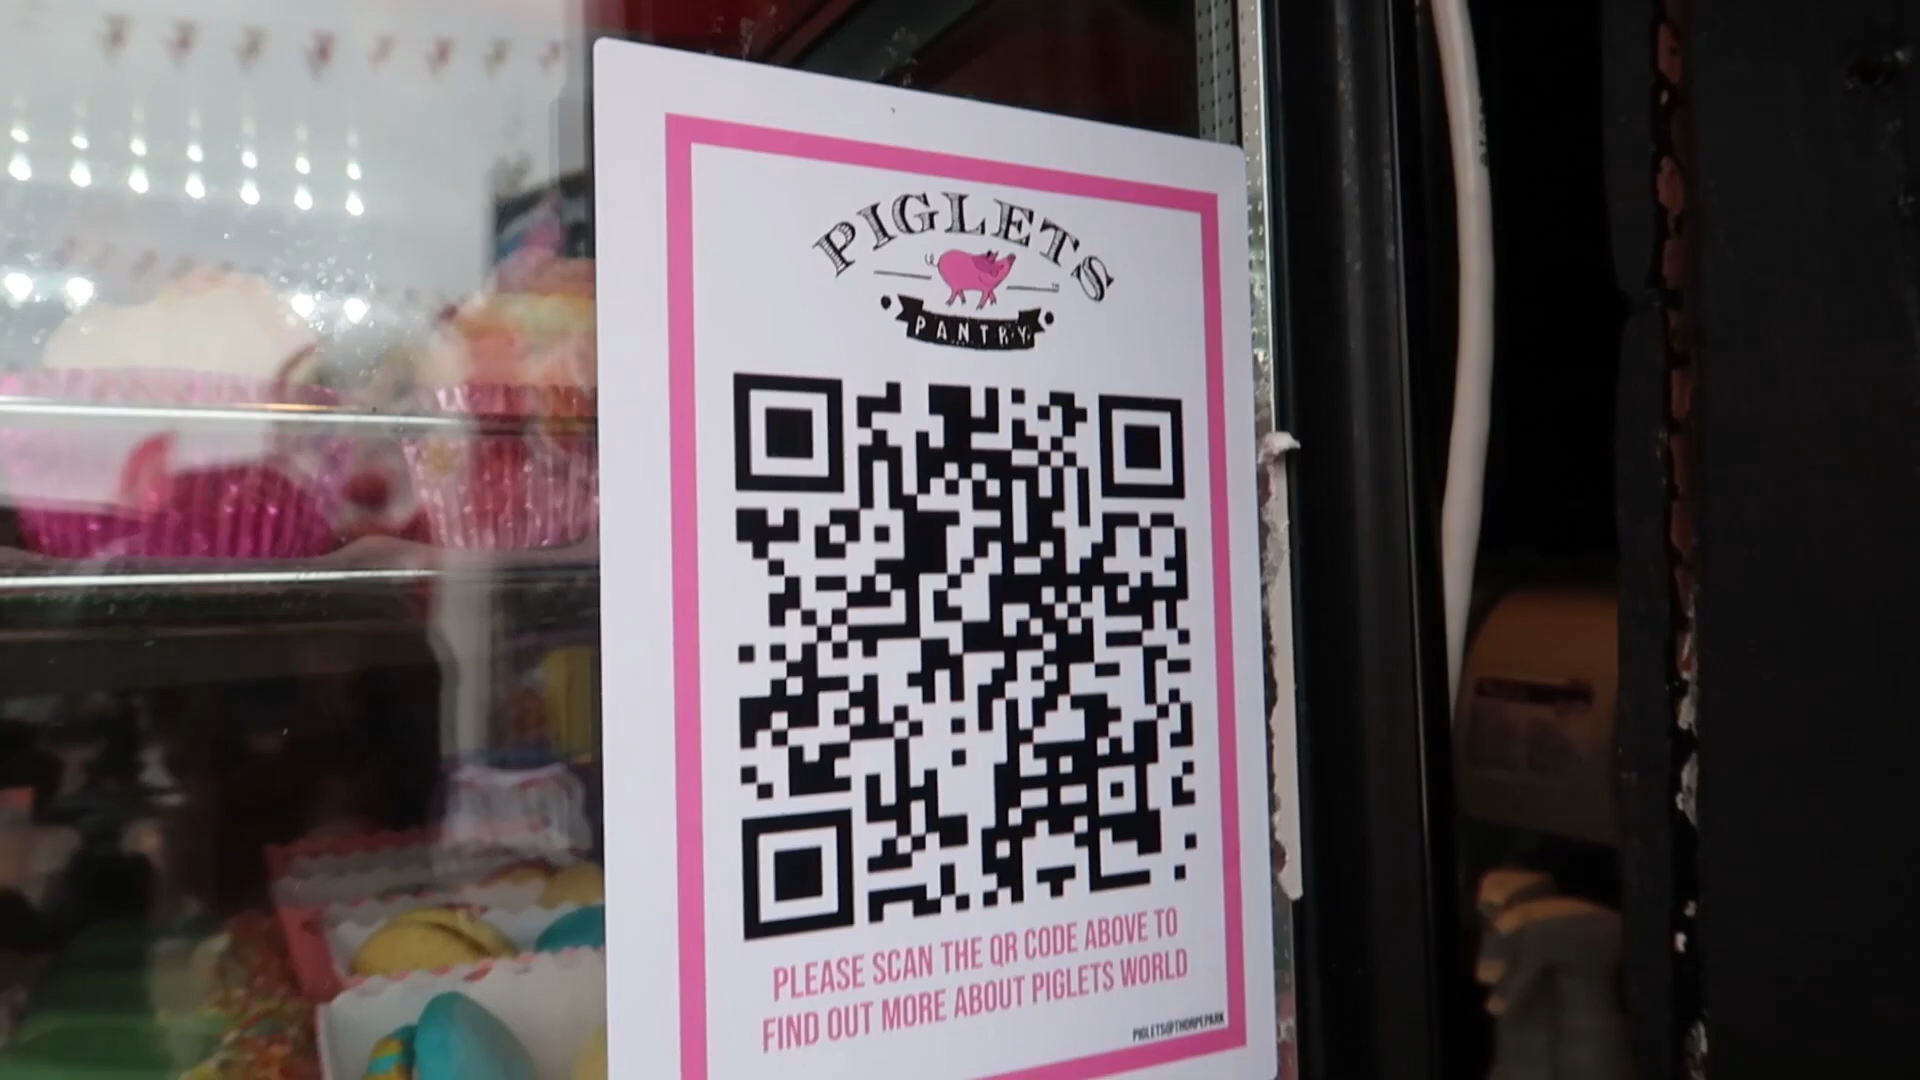 PIGLETS
PANTRY
PLEASE SCAN THE QR CODE ABOVE TO
FIND OUT MORE ABOUT PIGLETS WORLD
PIGLETS@THORPEPARK